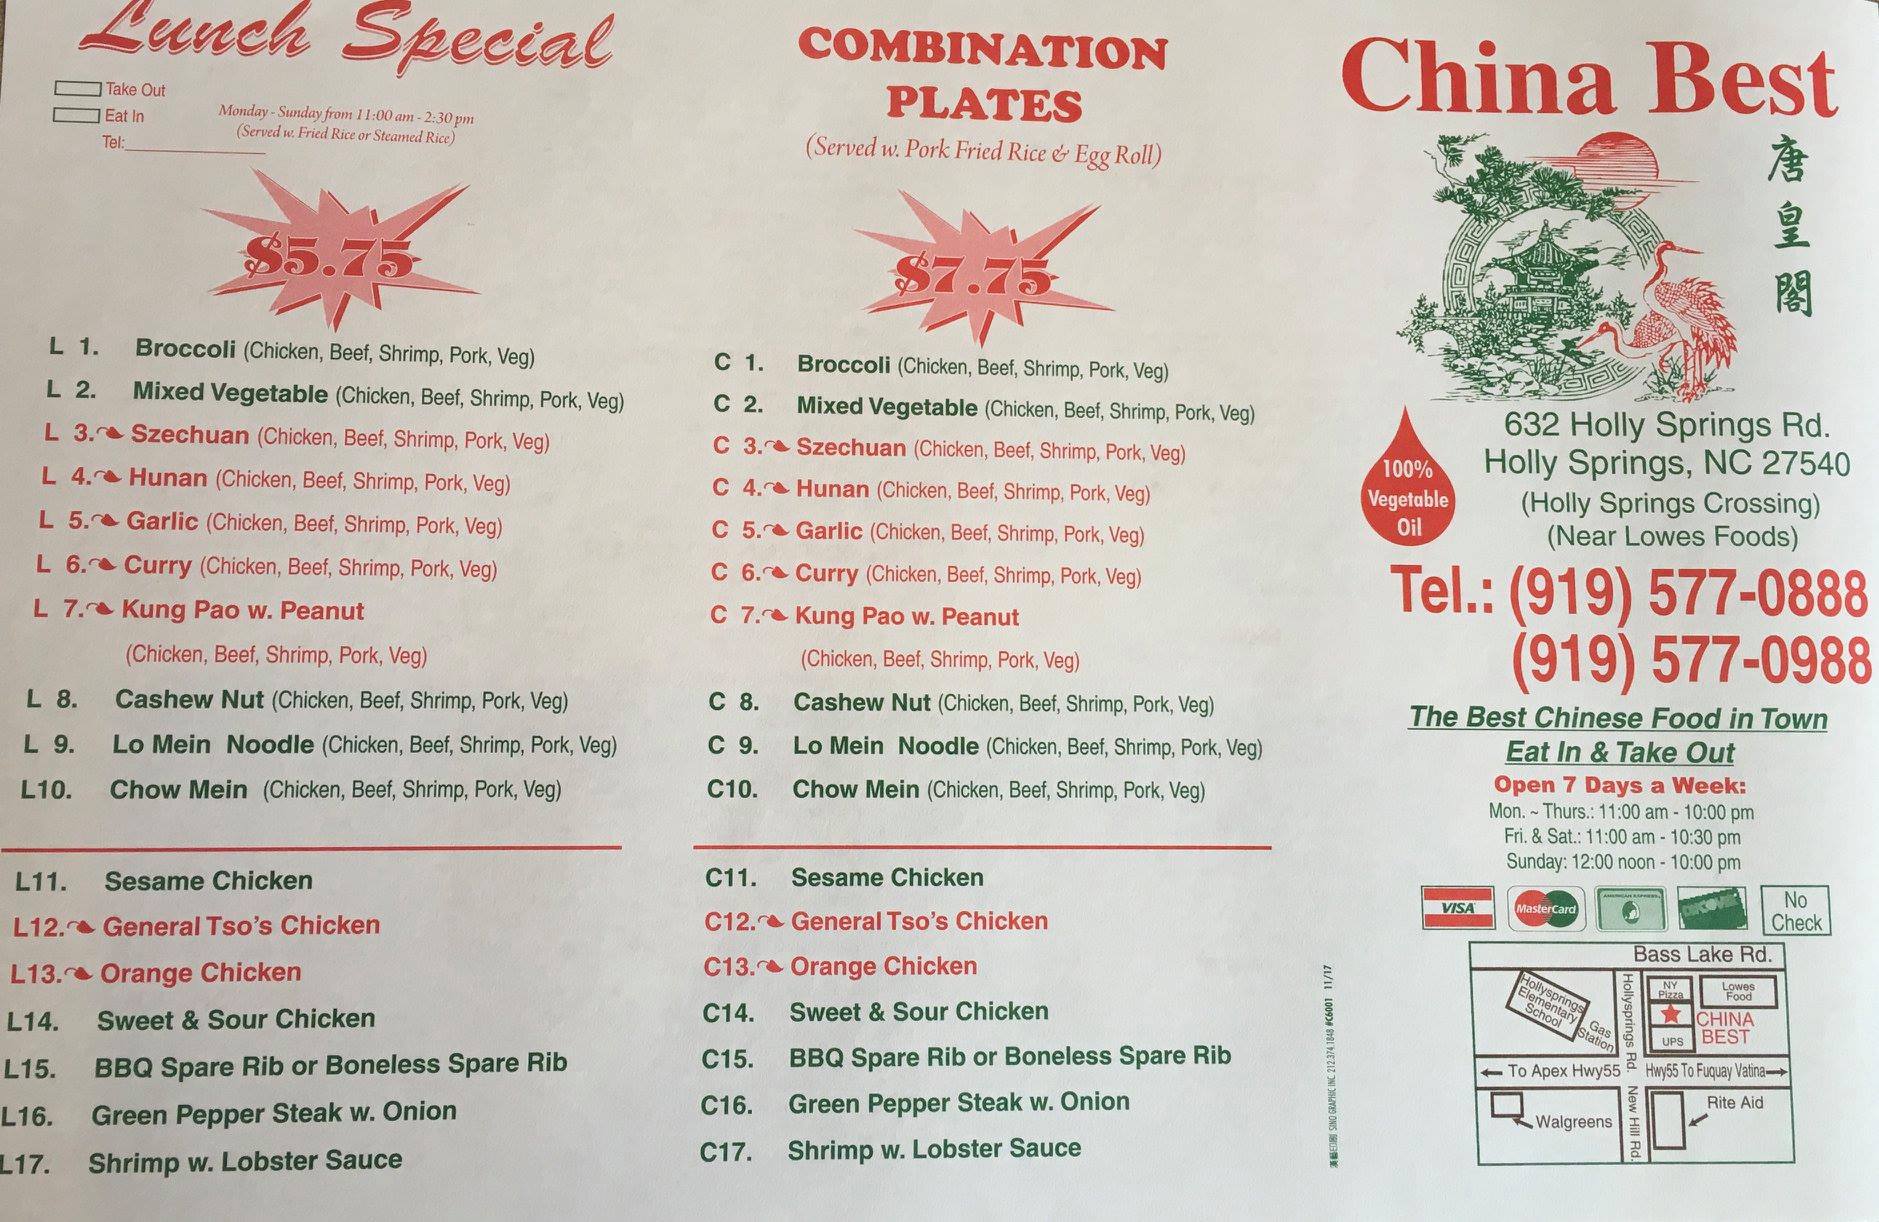 Lunch Special
Take Out
Eat In
Tel:
Monday - Sunday from 11:00 am - 2:30 pm
(Served w. Fried Rice or Steamed Rice)
$5.75
L 1. Broccoli (Chicken, Beef, Shrimp, Pork, Veg)
L 2. Mixed Vegetable (Chicken, Beef, Shrimp, Pork, Veg)
L 3. Szechuan (Chicken, Beef, Shrimp, Pork, Veg)
L 4. Hunan (Chicken, Beef, Shrimp, Pork, Veg)
L 5. Garlic (Chicken, Beef, Shrimp, Pork, Veg)
L 6. Curry (Chicken, Beef, Shrimp, Pork, Veg)
L 7. Kung Pao w. Peanut
(Chicken, Beef, Shrimp, Pork, Veg)
L 8. Cashew Nut (Chicken, Beef, Shrimp, Pork, Veg)
L 9. Lo Mein Noodle (Chicken, Beef, Shrimp, Pork, Veg)
L10. Chow Mein (Chicken, Beef, Shrimp, Pork, Veg)
L11. Sesame Chicken
L12. General Tso's Chicken
L13. Orange Chicken
L14. Sweet & Sour Chicken
L15. BBQ Spare Rib or Boneless Spare Rib
L16. Green Pepper Steak w. Onion
L17. Shrimp w. Lobster Sauce
COMBINATION
PLATES
(Served w. Pork Fried Rice & Egg Roll)
$7.75
C 1. Broccoli (Chicken, Beef, Shrimp, Pork, Veg)
C 2. Mixed Vegetable (Chicken, Beef, Shrimp, Pork, Veg)
C 3. Szechuan (Chicken, Beef, Shrimp, Pork, Veg)
C 4. Hunan (Chicken, Beef, Shrimp, Pork, Veg)
C 5. Garlic (Chicken, Beef, Shrimp, Pork, Veg)
C 6. Curry (Chicken, Beef, Shrimp, Pork, Veg)
C 7. Kung Pao w. Peanut
(Chicken, Beef, Shrimp, Pork, Veg)
C 8. Cashew Nut (Chicken, Beef, Shrimp, Pork, Veg)
C 9. Lo Mein Noodle (Chicken, Beef, Shrimp, Pork, Veg)
C10. Chow Mein (Chicken, Beef, Shrimp, Pork, Veg)
C11. Sesame Chicken
C12. General Tso's Chicken
C13. Orange Chicken
C14. Sweet & Sour Chicken
C15. BBQ Spare Rib or Boneless Spare Rib
C16. Green Pepper Steak w. Onion
C17. Shrimp w. Lobster Sauce
SINO GRAPHIC INC. 212.374.1848 #C6001 11/17
China Best
唐皇閣
100%
Vegetable
Oil
632 Holly Springs Rd.
Holly Springs, NC 27540
(Holly Springs Crossing)
(Near Lowes Foods)
Tel.: (919) 577-0888
(919) 577-0988
The Best Chinese Food in Town
Eat In & Take Out
Open 7 Days a Week:
Mon. ~ Thurs.: 11:00 am - 10:00 pm
Fri. & Sat.: 11:00 am - 10:30 pm
Sunday: 12:00 noon - 10:00 pm
VISA
MasterCard
AMERICAN EXPRESS
DISCOVER
No
Check
Bass Lake Rd.
Hollysprings
Elementary
School
Gas
Station
Hollysprings Rd.
NY
Pizza
Lowes
Food
CHINA
BEST
UPS
To Apex Hwy55
Hwy55 To Fuquay Vatina
Walgreens
New Hill Rd.
Rite Aid